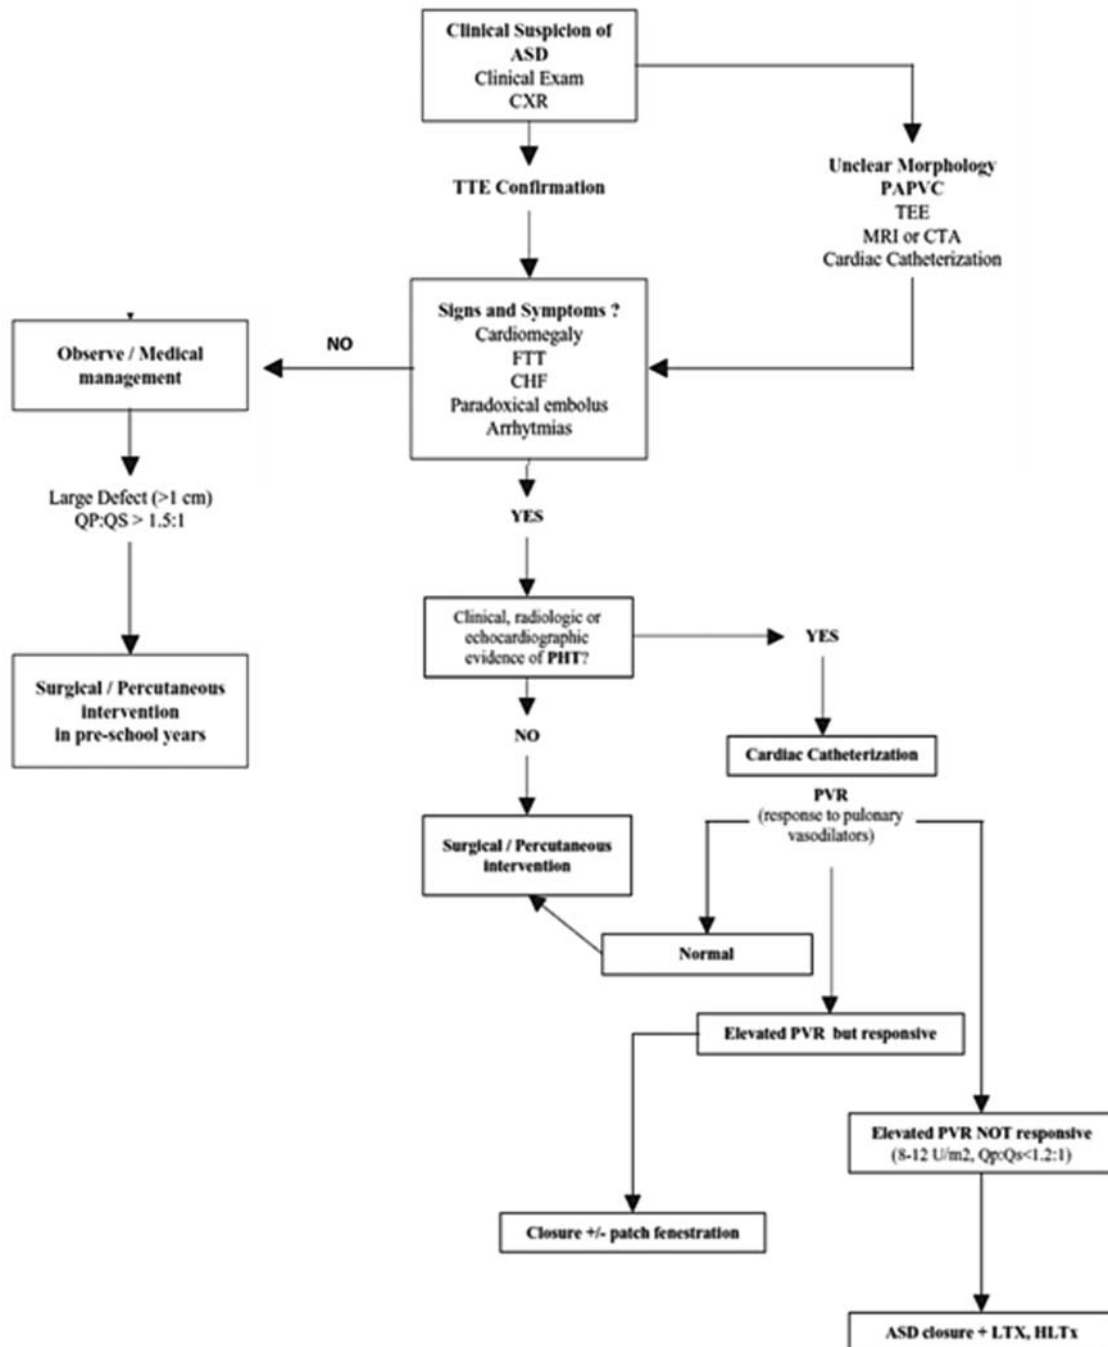 Clinical Suspicion of
ASD
Clinical Exam
CXR
TTE Confirmation
Unclear Morphology
PAPVC
TEE
MRI or CTA
Cardiac Catheterization
Signs and Symptoms ?
Cardiomegaly
FTT
CHF
Paradoxical embolus
Arrhytmias
NO
Observe / Medical
management
Large Defect (>1 cm)
QP:QS > 1.5:1
Surgical / Percutaneous
intervention
in pre-school years
YES
Clinical, radiologic or
echocardiographic
evidence of PHT?
YES
NO
Cardiac Catheterization
PVR
(response to pulonary
vasodilators)
Surgical / Percutaneous
intervention
Normal
Elevated PVR but responsive
Elevated PVR NOT responsive
(8-12 U/m2, Qp:Qs<1.2:1)
Closure +/- patch fenestration
ASD closure + LTX, HLTx